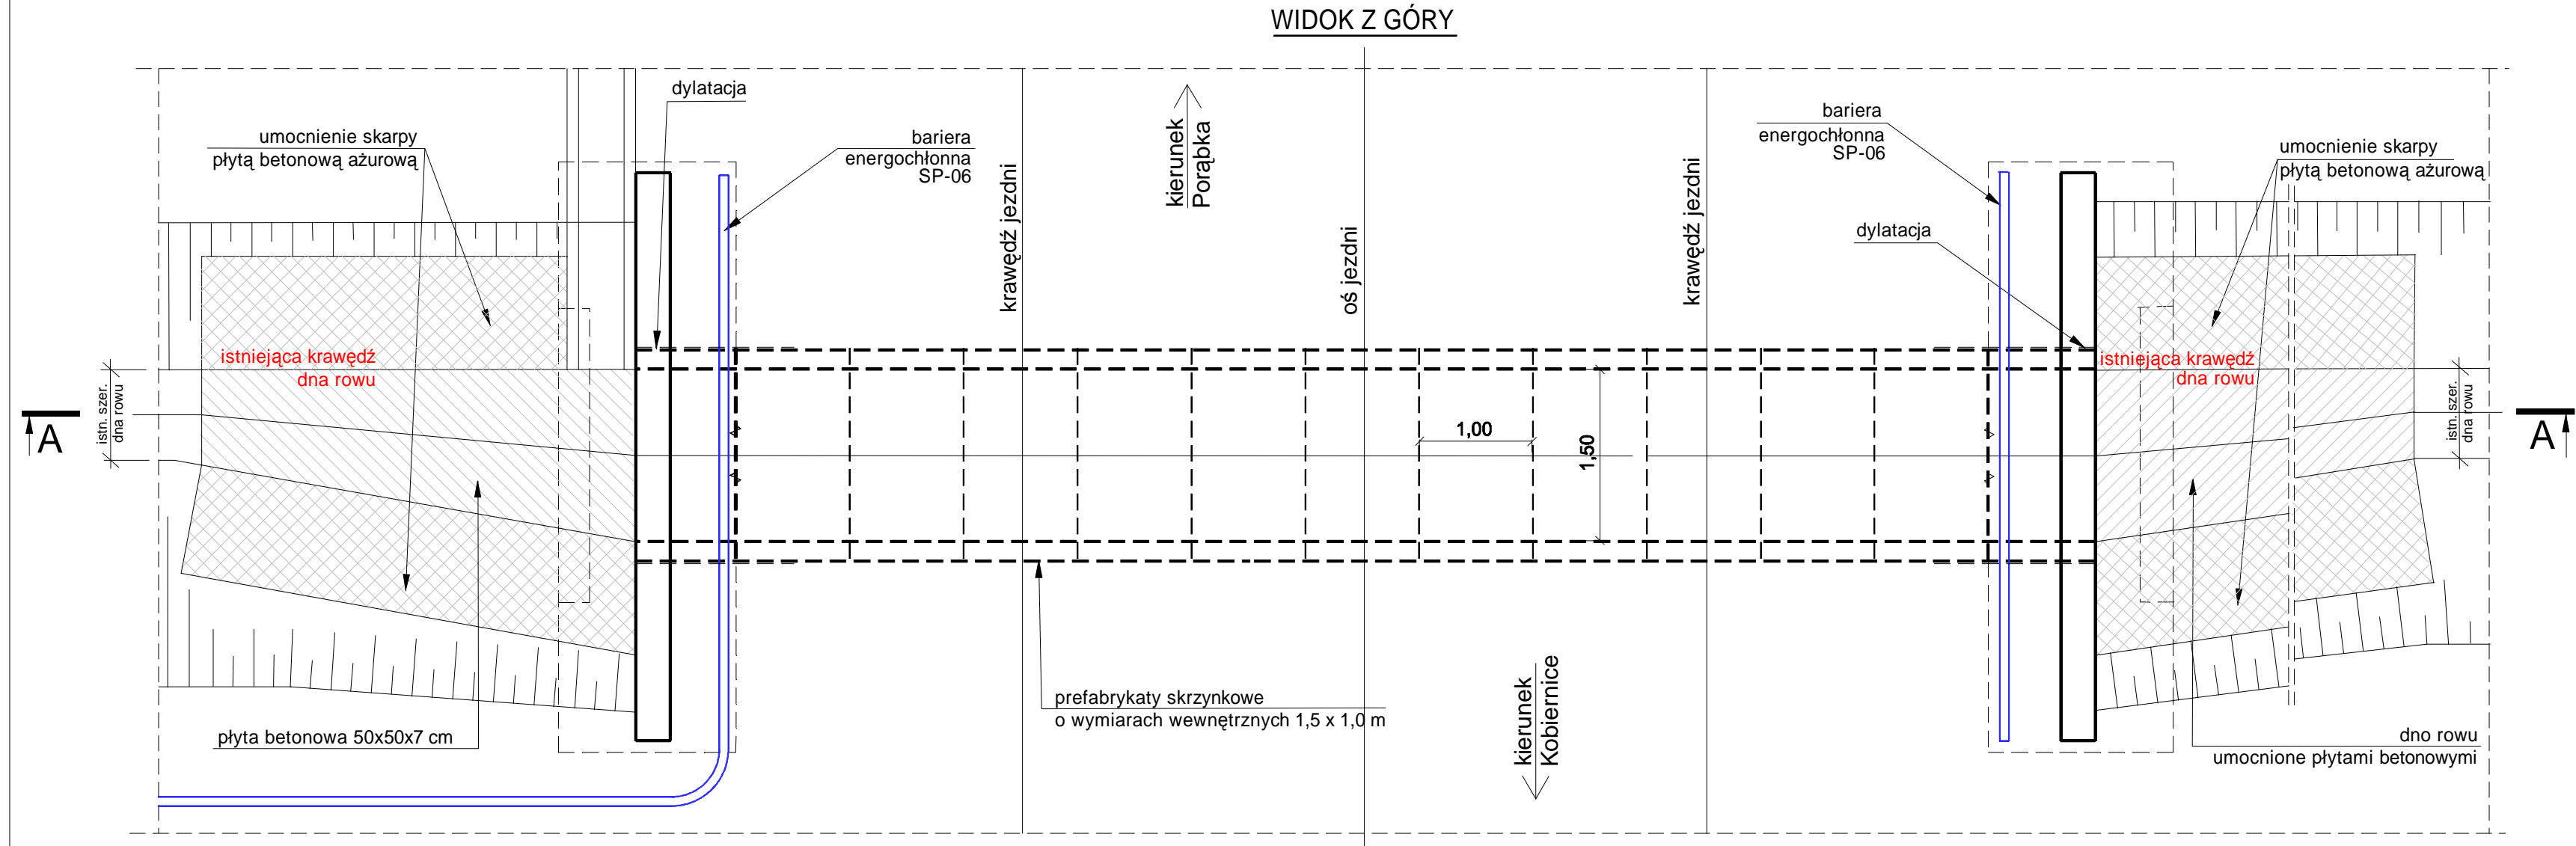 WIDOK Z GÓRY
dylatacja
umocnienie skarpy
płytą betonową ażurową
bariera
energochłonna
SP-06
krawędź jezdni
kierunek
Porąbka
oś jezdni
krawędź jezdni
bariera
energochłonna
SP-06
umocnienie skarpy
płytą betonową ażurową
dylatacja
istniejąca krawędź
dna rowu
istniejąca krawędź
dna rowu
istn. szer.
dna rowu
istn. szer.
dna rowu
A
A
1,00
1,50
prefabrykaty skrzynkowe
o wymiarach wewnętrznych 1,5 x 1,0 m
kierunek
Kobiernice
płyta betonowa 50x50x7 cm
dno rowu
umocnione płytami betonowymi